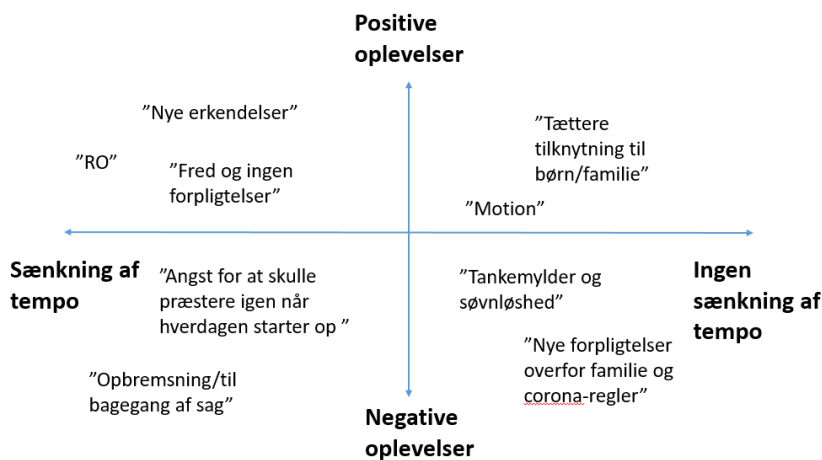 Positive
oplevelser
”Nye erkendelser”
”Tættere
tilknytning til
børn/familie”
”RO”
”Fred og ingen
forpligtelser”
”Motion”
Sænkning af
tempo
”Angst for at skulle
præstere igen når
hverdagen starter op ”
”Tankemylder og
søvnløshed”
Ingen
sænkning af
tempo
”Opbremsning/til
bagegang af sag”
”Nye forpligtelser
overfor familie og
corona-regler”
Negative
oplevelser